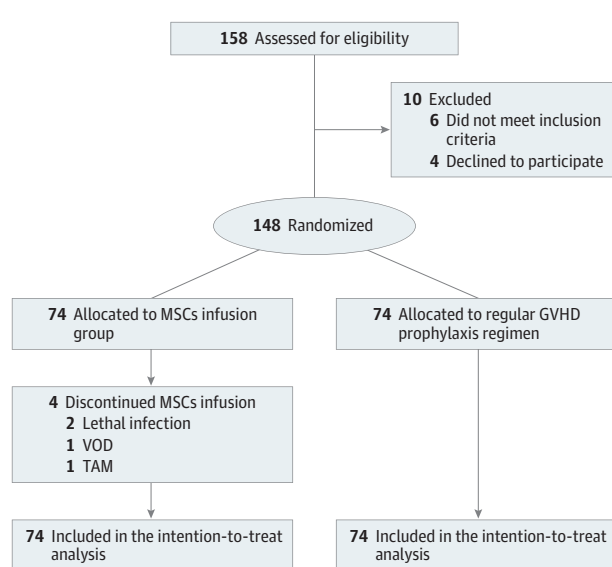 158 Assessed for eligibility
10 Excluded
6 Did not meet inclusion
criteria
4 Declined to participate
148 Randomized
74 Allocated to MSCs infusion
group
74 Allocated to regular GVHD
prophylaxis regimen
4 Discontinued MSCs infusion
2 Lethal infection
1 VOD
1 TAM
74 Included in the intention-to-treat
analysis
74 Included in the intention-to-treat
analysis